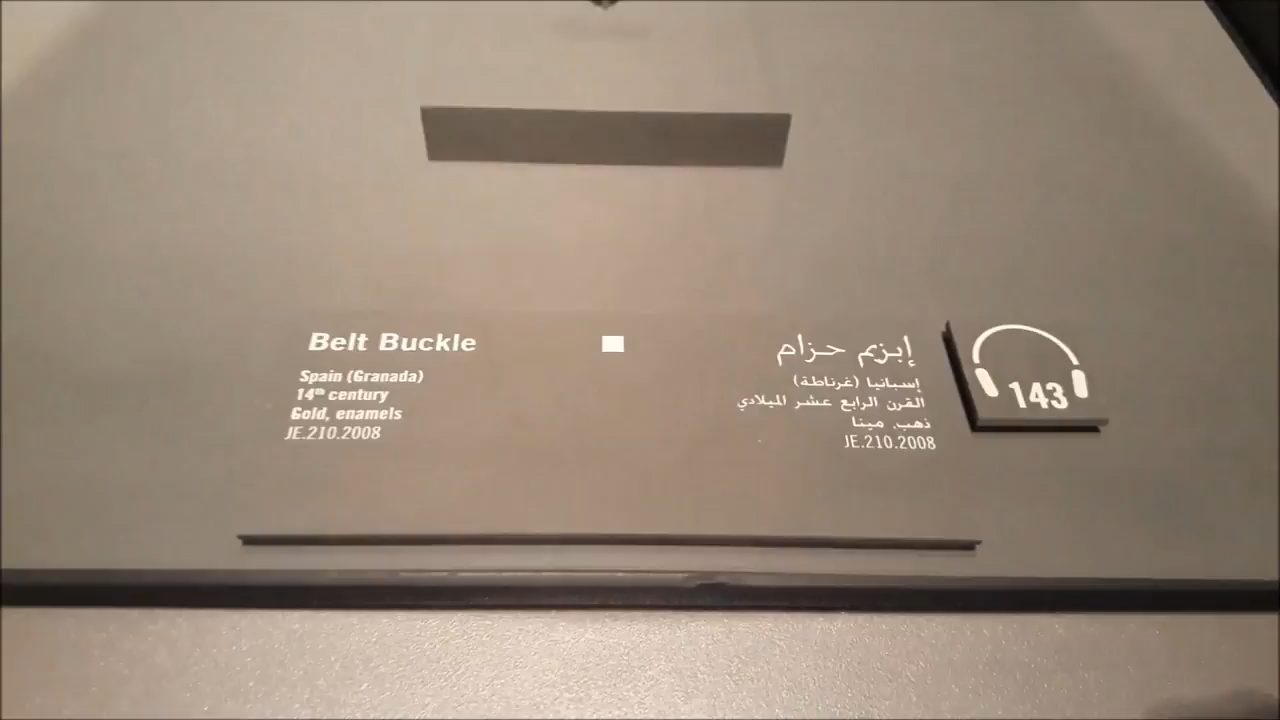 Belt Buckle
Spain (Granada)
14th century
Gold, enamels
JE.210.2008
إبزيم حزام
إسبانيا (غرناطة)
القرن الرابع عشر الميلادي
ذهب، مينا
JE.210.2008
143